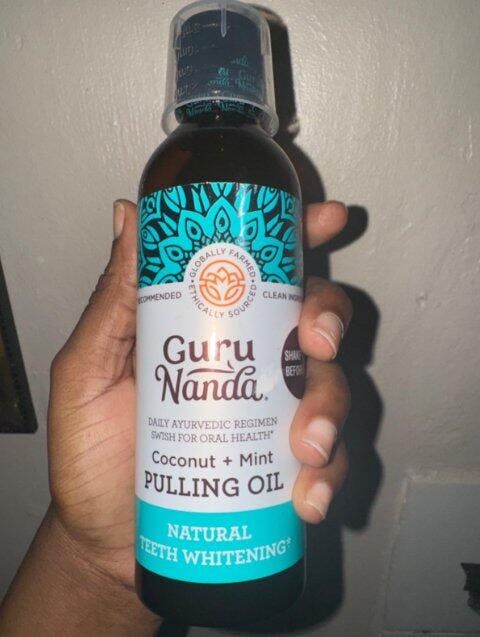 GLOBALLY FARMED
ETHICALLY SOURCED
CLEAN
Guru
Nanda®
SHAKE
DAILY AYURVEDIC REGIMEN
SWISH FOR ORAL HEALTH*
Coconut + Mint
PULLING OIL
NATURAL
TEETH WHITENING*